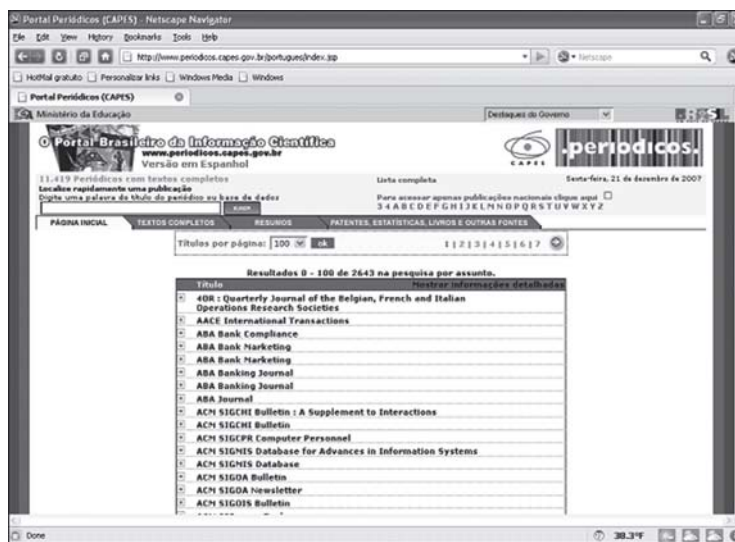 Portal Periódicos (CAPES) - Netscape Navigator
File Edit View History Bookmarks Tools Help
http://www.periodicos.capes.gov.br/portugues/index.jsp
Netscape
HotMail gratuito Personalizar links Windows Media Windows
Portal Periódicos (CAPES)
Ministério da Educação Destaques do Governo
O Portal Brasileiro da Informação Científica
www.periodicos.capes.gov.br
Versão em Espanhol
CAPES
.periodicos.
11.419 Periódicos com textos completos Lista completa Sexta-feira, 21 de dezembro de 2007
Localize rapidamente uma publicação
Digite uma palavra do título do periódico ou base de dados Para acessar apenas publicações nacionais clique aqui
3 4 A B C D E F G H I J K L M N O P Q R S T U V W X Y Z
PÁGINA INICIAL TEXTOS COMPLETOS RESUMOS PATENTES, ESTATÍSTICAS, LIVROS E OUTRAS FONTES
Títulos por página: 100 ok 1 | 2 | 3 | 4 | 5 | 6 | 7
Resultados 0 - 100 de 2643 na pesquisa por assunto.
Título Mostrar informações detalhadas
4OR : Quarterly Journal of the Belgian, French and Italian
Operations Research Societies
AACE International Transactions
ABA Bank Compliance
ABA Bank Marketing
ABA Bank Marketing
ABA Banking Journal
ABA Banking Journal
ABA Journal
ACM SIGCHI Bulletin : A Supplement to Interactions
ACM SIGCHI Bulletin
ACM SIGCPR Computer Personnel
ACM SIGMIS Database for Advances in Information Systems
ACM SIGMIS Database
ACM SIGOA Bulletin
ACM SIGOA Newsletter
ACM SIGOIS Bulletin
Done 38.3°F